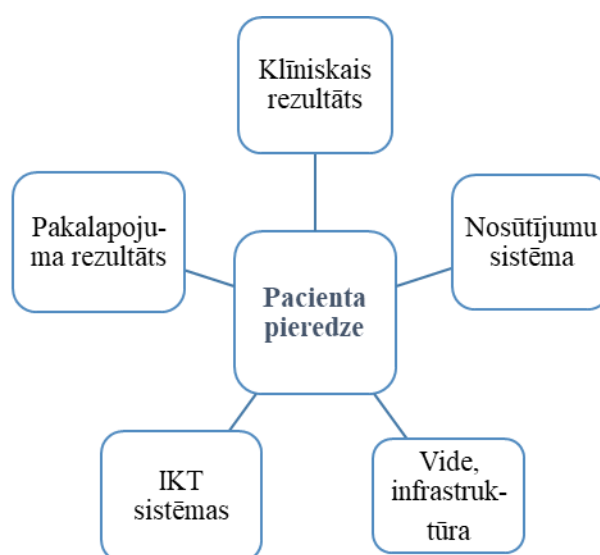 Klīniskais
rezultāts
Pakalapoju-
ma rezultāts
Nosūtījumu
sistēma
Pacienta
pieredze
IKT
sistēmas
Vide,
infrastruk-
tūra